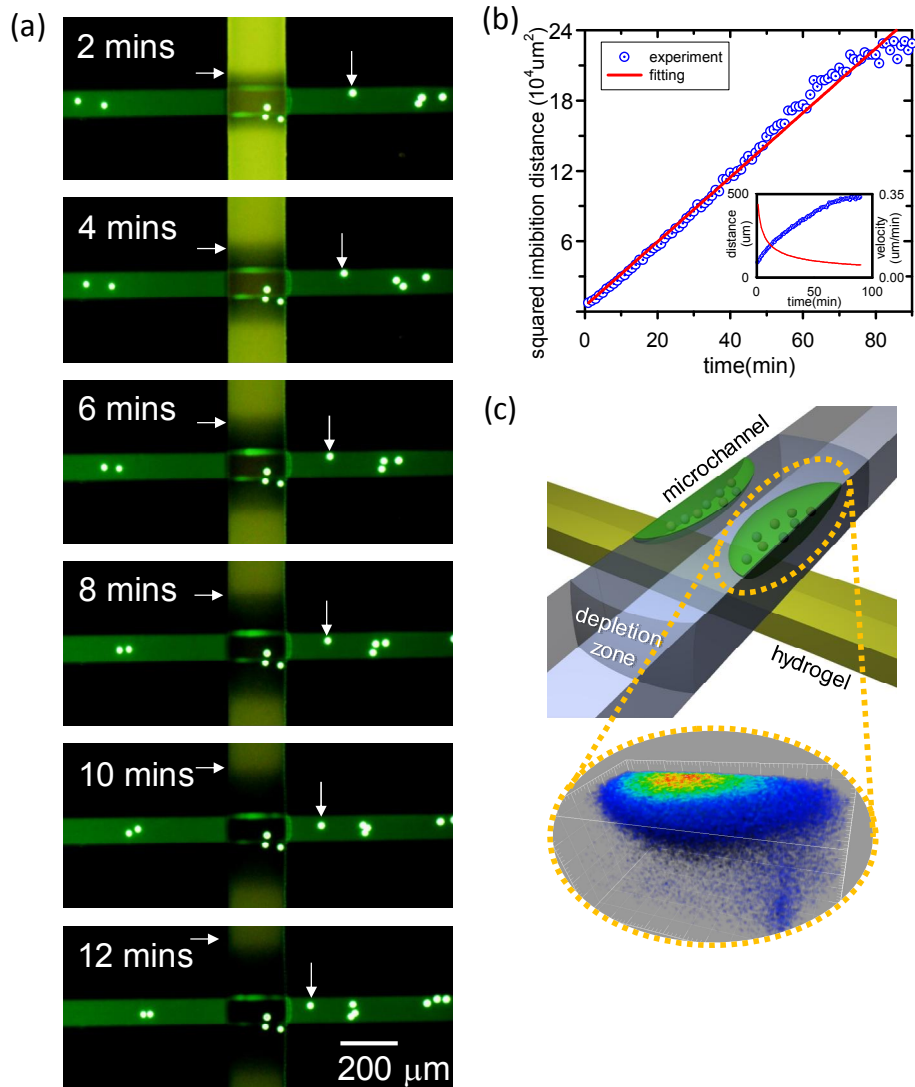 (a)
2 mins
4 mins
6 mins
8 mins
10 mins
12 mins
200 μm
(b)
squared imbibition distance (10⁴um²)
24
18
12
6
experiment
fitting
500
distance
(um)
0
0.35
velocity
(um/min)
0.00
0
100
time(min)
0
20
40
60
80
time(min)
(c)
microchannel
depletion
zone
hydrogel